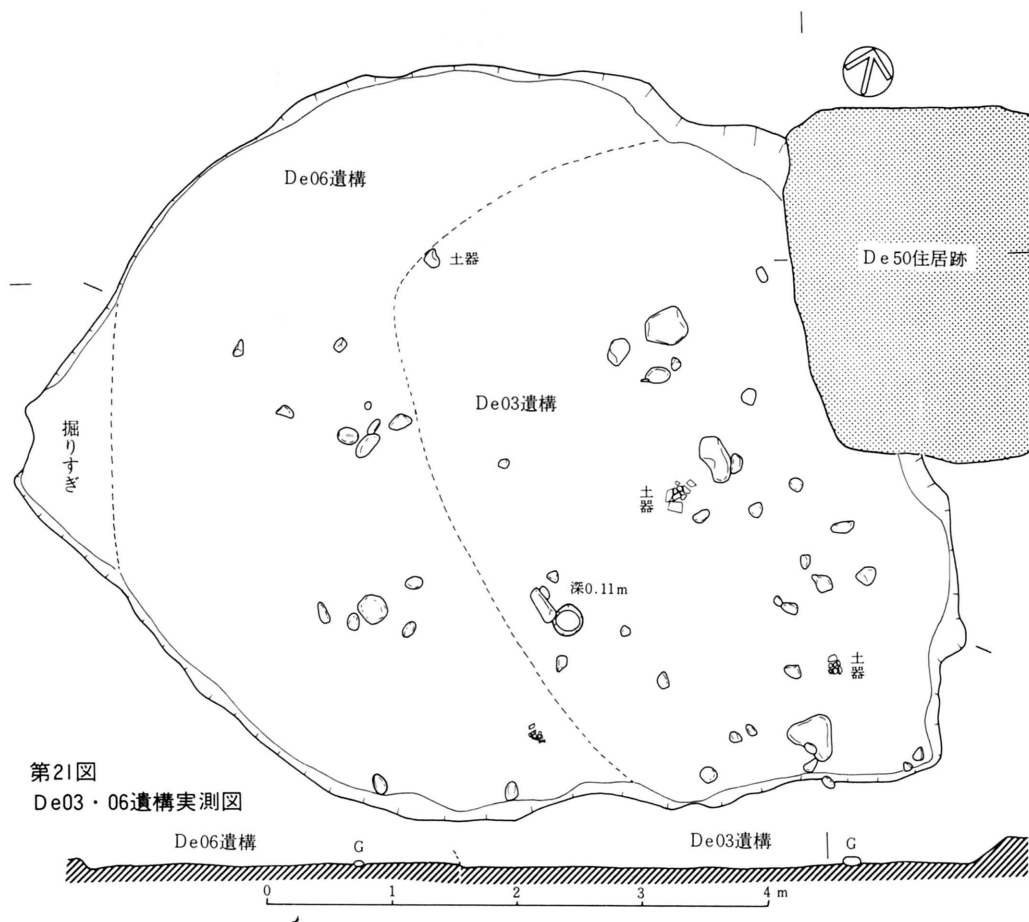 De06遺構
土器
De50住居跡
De03遺構
掘りすぎ
土器
深0.11m
土器
第21図
De03・06遺構実測図
De06遺構
De03遺構
G
G
0 1 2 3 4 m